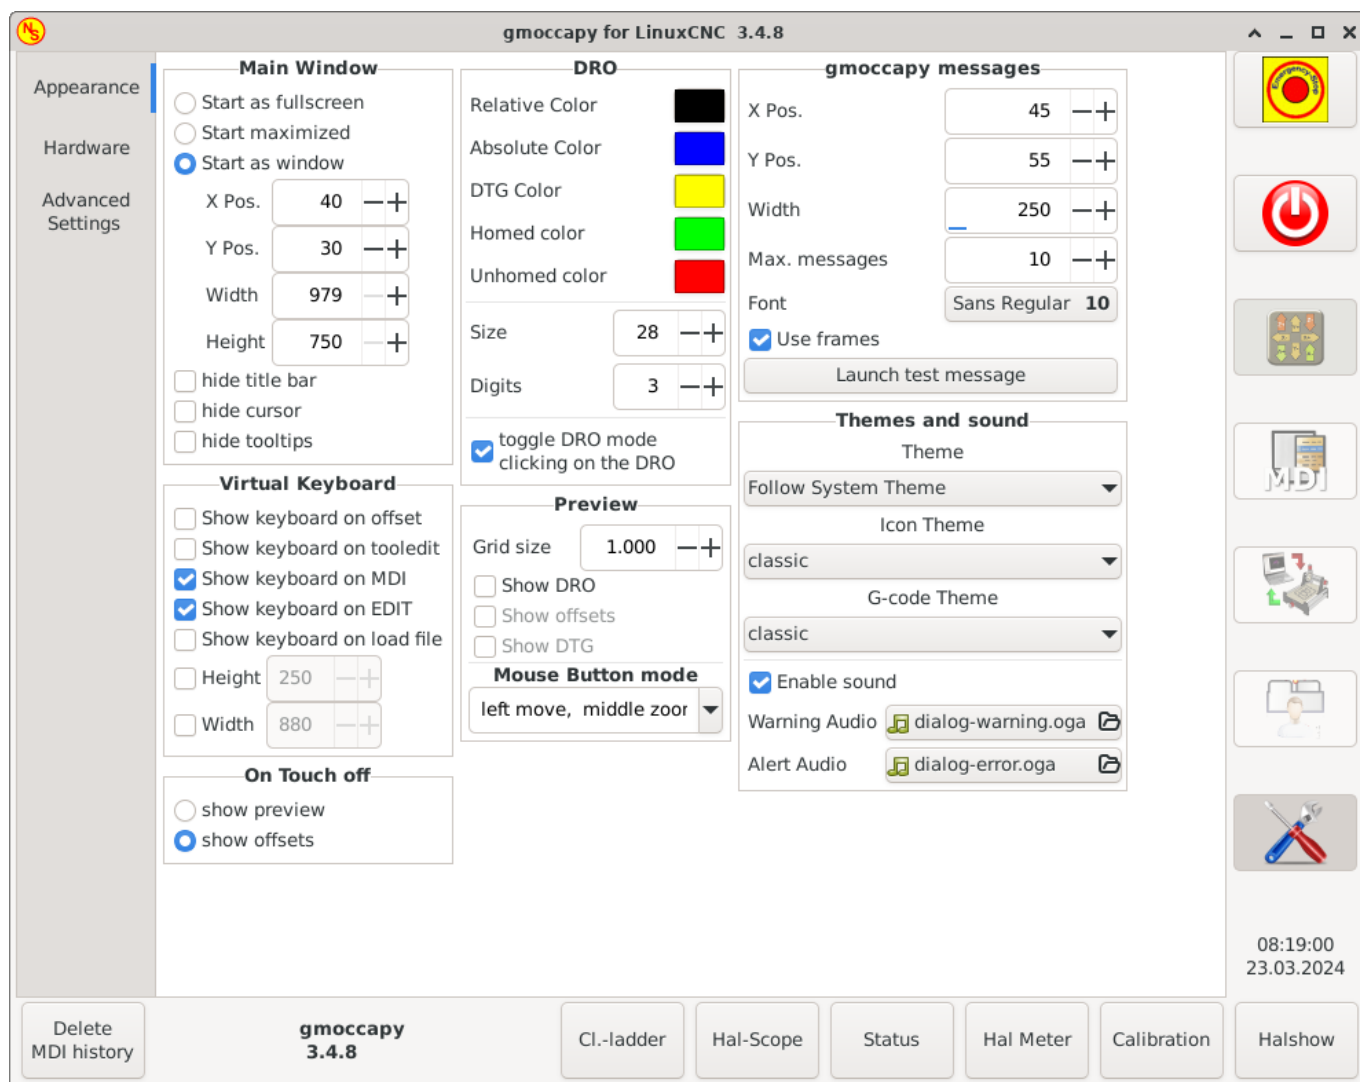 gmoccapy for LinuxCNC 3.4.8
Appearance
Hardware
Advanced
Settings
Main Window
Start as fullscreen
Start maximized
Start as window
X Pos. 40
Y Pos. 30
Width 979
Height 750
hide title bar
hide cursor
hide tooltips
Virtual Keyboard
Show keyboard on offset
Show keyboard on tooledit
Show keyboard on MDI
Show keyboard on EDIT
Show keyboard on load file
Height 250
Width 880
On Touch off
show preview
show offsets
DRO
Relative Color
Absolute Color
DTG Color
Homed color
Unhomed color
Size 28
Digits 3
toggle DRO mode
clicking on the DRO
Preview
Grid size 1.000
Show DRO
Show offsets
Show DTG
Mouse Button mode
left move, middle zoor
gmoccapy messages
X Pos. 45
Y Pos. 55
Width 250
Max. messages 10
Font Sans Regular 10
Use frames
Launch test message
Themes and sound
Theme
Follow System Theme
Icon Theme
classic
G-code Theme
classic
Enable sound
Warning Audio dialog-warning.oga
Alert Audio dialog-error.oga
Emergency-Stop
MDI
08:19:00
23.03.2024
Delete
MDI history
gmoccapy
3.4.8
Cl.-ladder
Hal-Scope
Status
Hal Meter
Calibration
Halshow